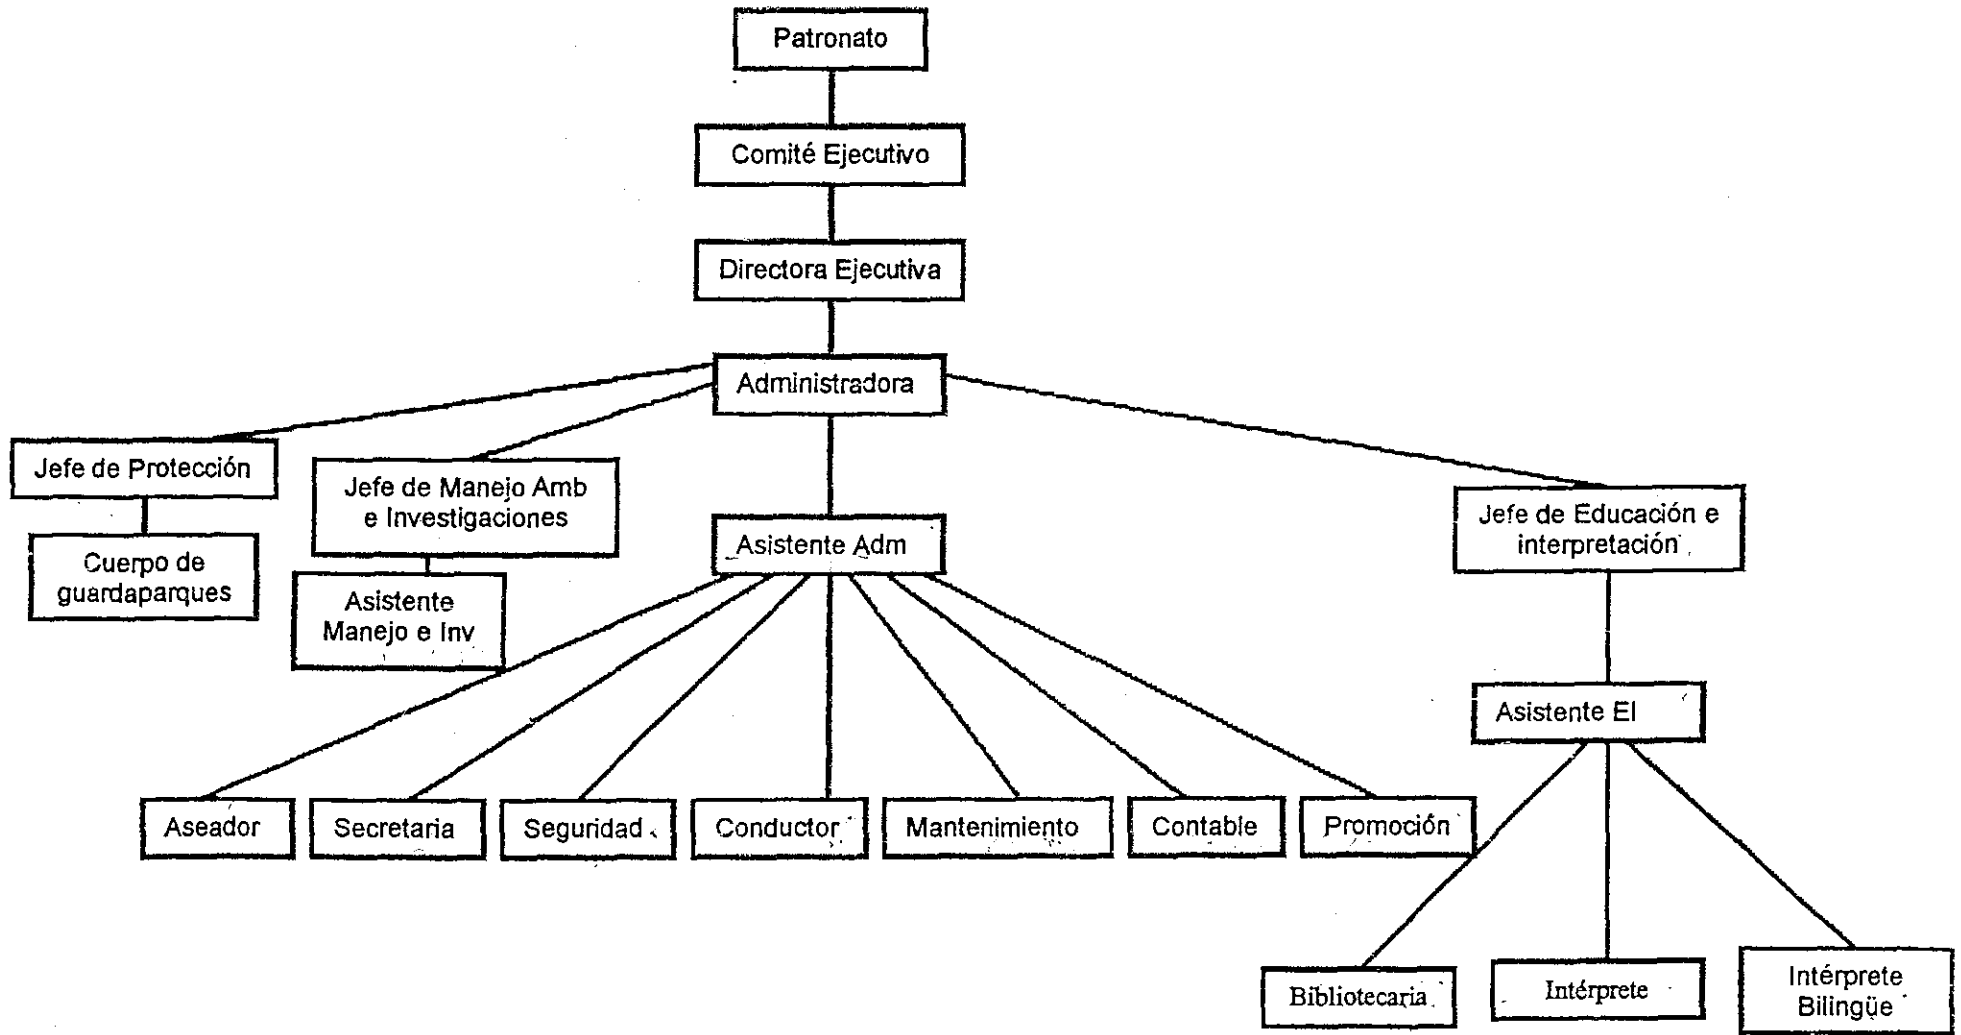 Patronato
Comité Ejecutivo
Directora Ejecutiva
Administradora
Jefe de Protección
Jefe de Manejo Amb
e Investigaciones
Jefe de Educación e
interpretación
Asistente Adm
Cuerpo de
guardaparques
Asistente
Manejo e Inv
Asistente EI
Aseador
Secretaria
Seguridad
Conductor
Mantenimiento
Contable
Promoción
Bibliotecaria
Intérprete
Intérprete
Bilingüe